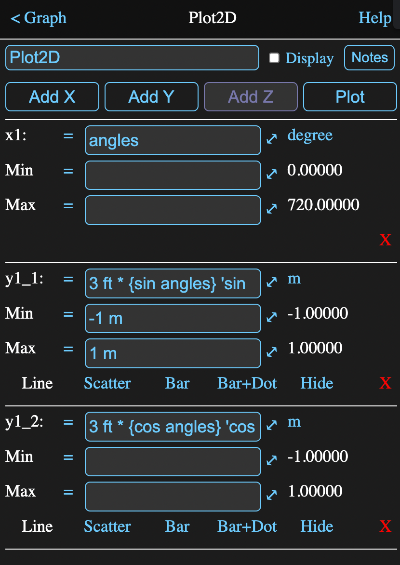 < Graph Plot2D Help
Plot2D Display Notes
Add X Add Y Add Z Plot
x1: = angles degree
Min = 0.00000
Max = 720.00000
X
y1_1: = 3 ft * {sin angles} 'sin m
Min = -1 m -1.00000
Max = 1 m 1.00000
Line Scatter Bar Bar+Dot Hide X
y1_2: = 3 ft * {cos angles} 'cos m
Min = -1.00000
Max = 1.00000
Line Scatter Bar Bar+Dot Hide X